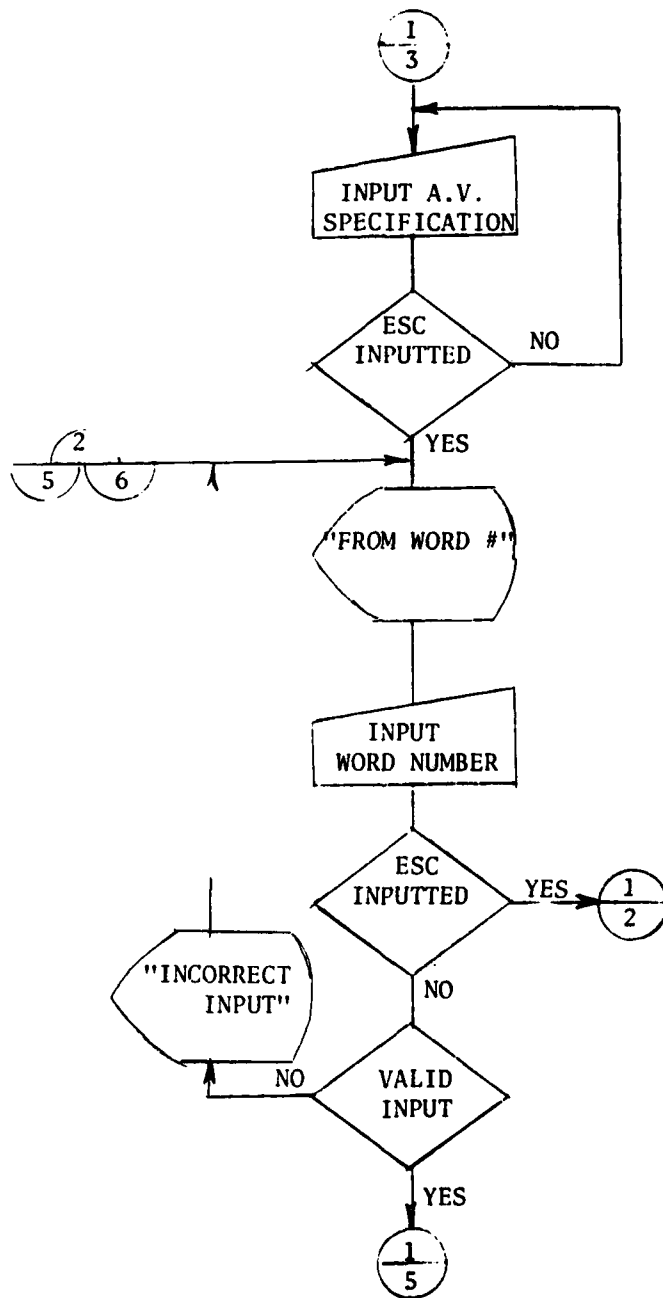 1
3
INPUT A.V.
SPECIFICATION
ESC
INPUTTED
NO
YES
2
5
6
"FROM WORD #"
INPUT
WORD NUMBER
ESC
INPUTTED
YES
1
2
NO
"INCORRECT
INPUT"
NO
VALID
INPUT
YES
1
5